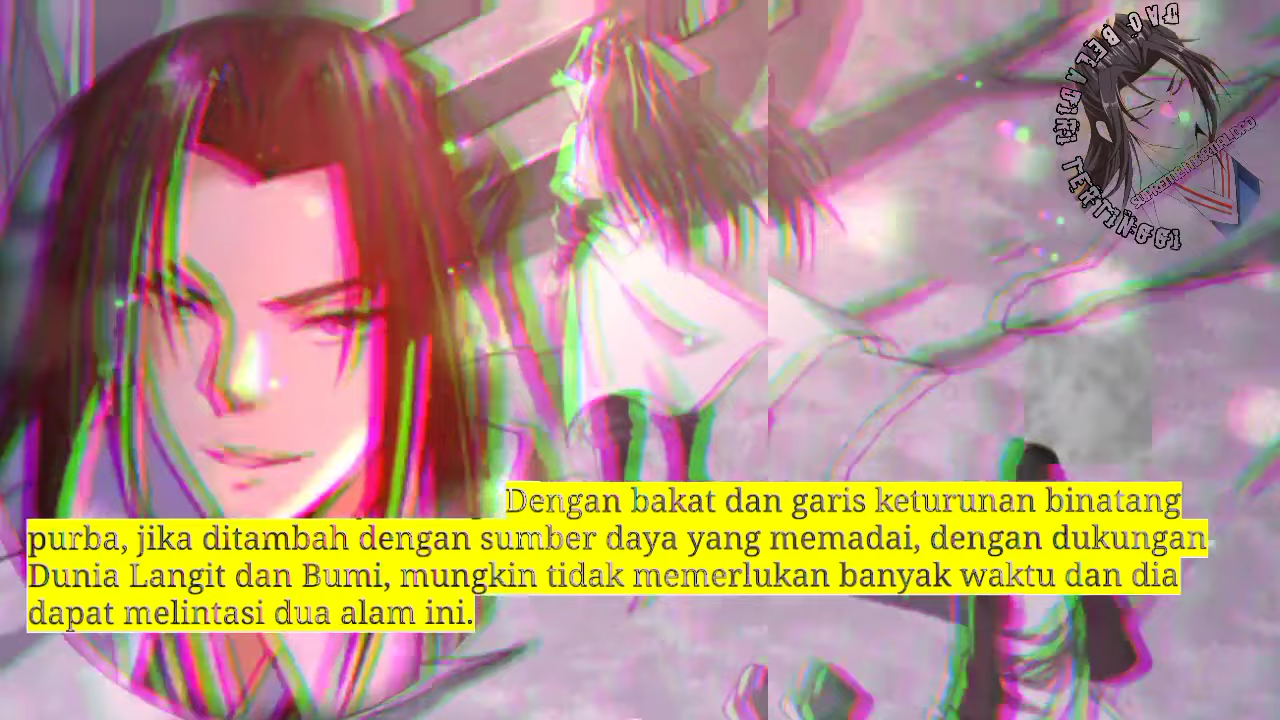 Dengan bakat dan garis keturunan binatang
purba, jika ditambah dengan sumber daya yang memadai, dengan dukungan
Dunia Langit dan Bumi, mungkin tidak memerlukan banyak waktu dan dia
dapat melintasi dua alam ini.